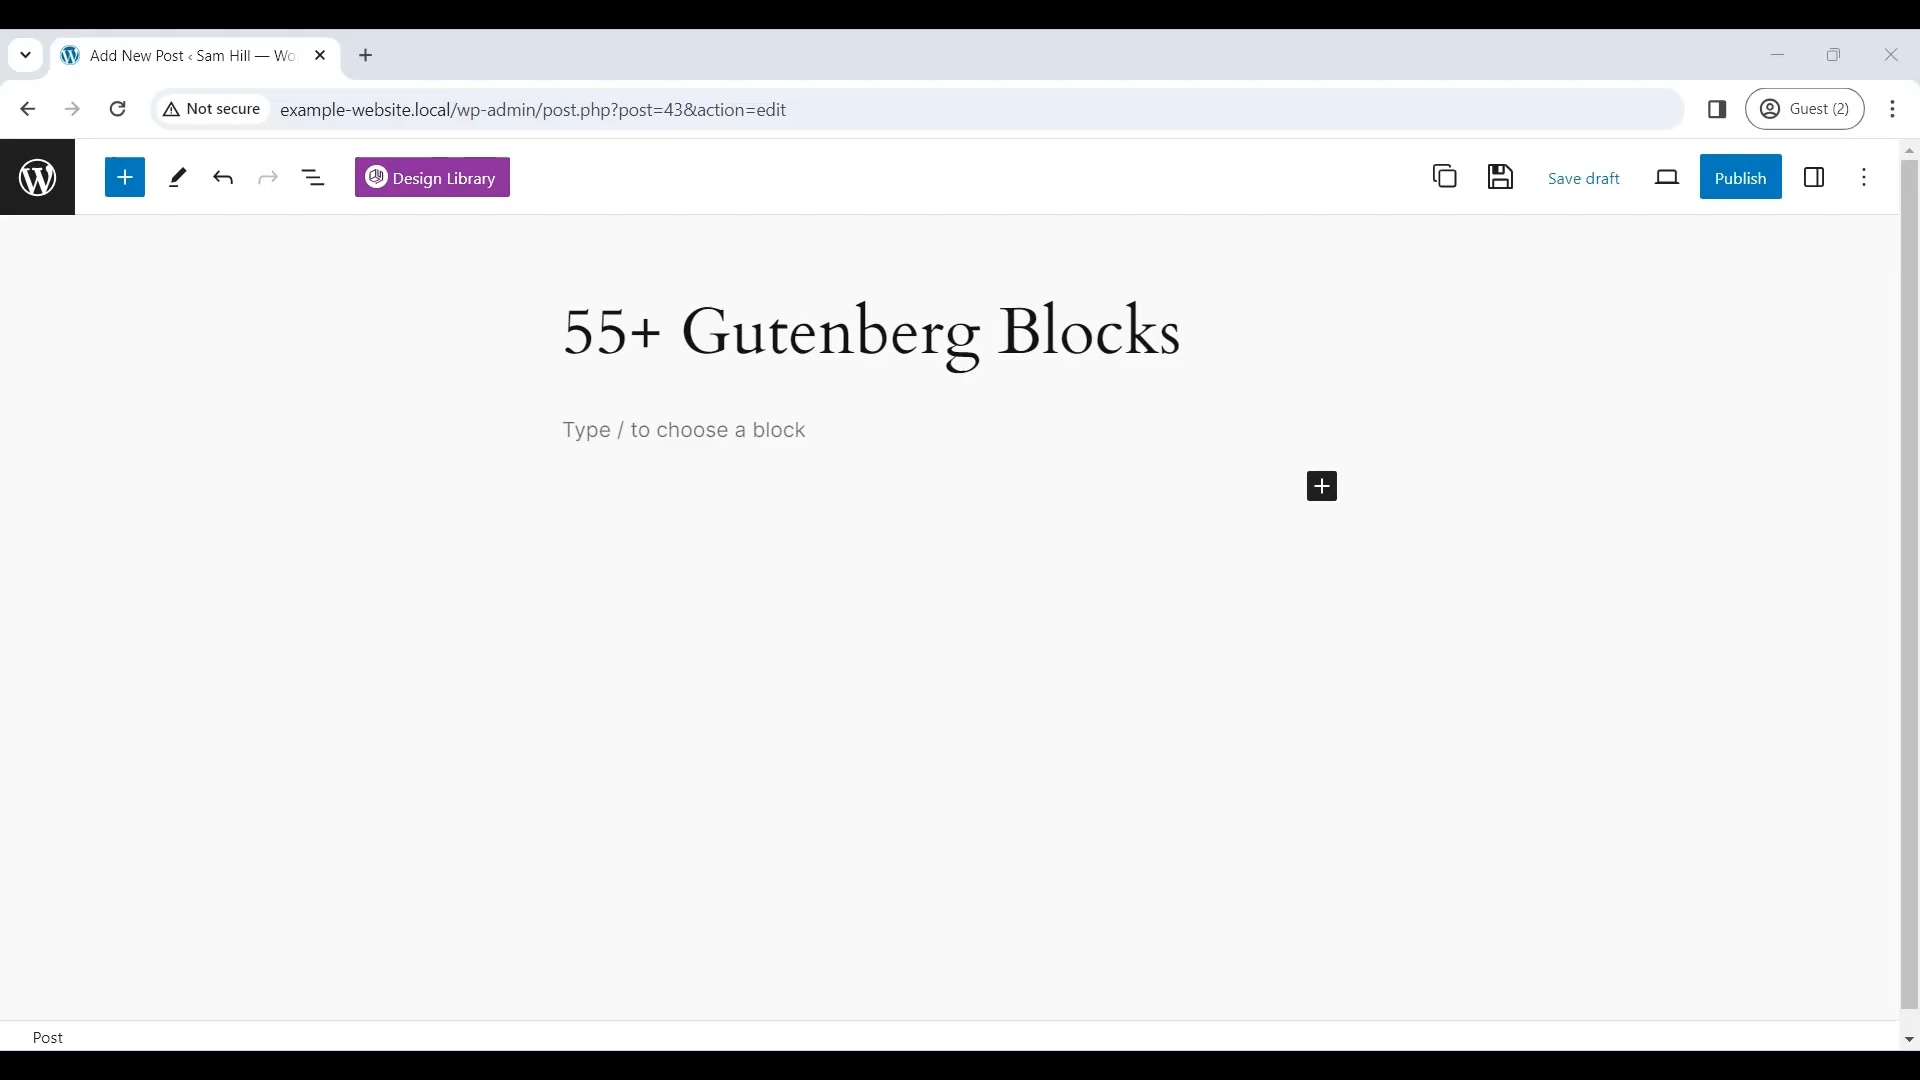 Add New Post ‹ Sam Hill — Wo
Not secure
example-website.local/wp-admin/post.php?post=43&action=edit
Guest (2)
Design Library
Save draft
Publish
55+ Gutenberg Blocks
Type / to choose a block
Post